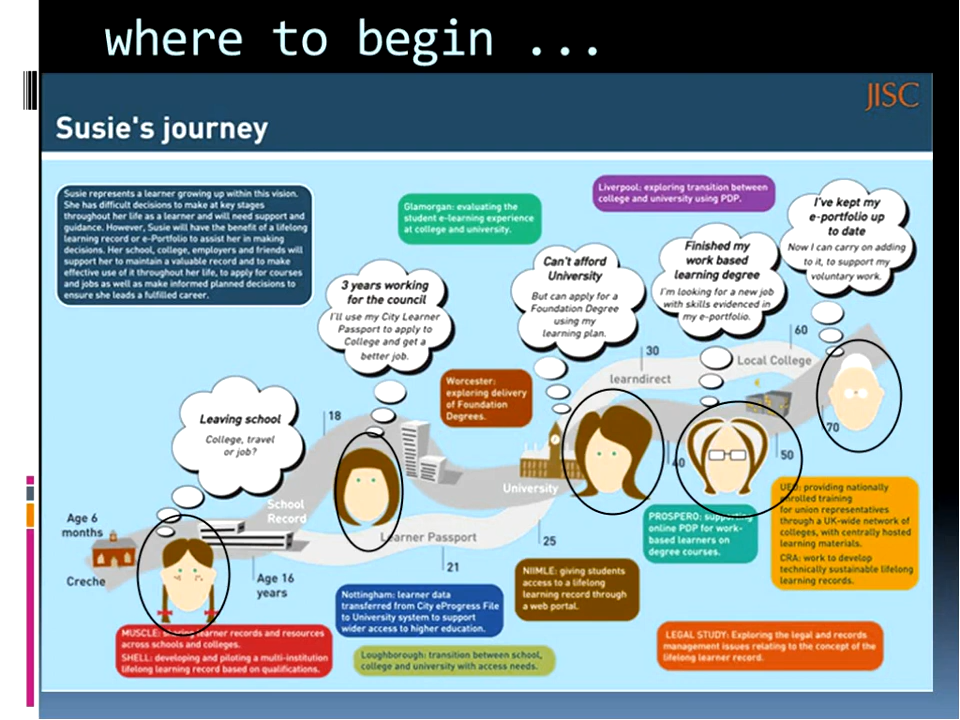 where to begin ...
JISC
Susie's journey
Susie represents a learner growing up within this vision.
She has difficult decisions to make at key stages
throughout her life as a learner and will need support and
guidance. However, Susie will have the benefit of a lifelong
learning record or e-Portfolio to assist her in making
decisions. Her school, college, employers and friends will
support her to maintain a valuable record and to make
effective use of it throughout her life, to apply for courses
and jobs as well as make informed planned decisions to
ensure she leads a fulfilled career.
Glamorgan: evaluating the
student e-learning experience
at college and university.
Liverpool: exploring transition between
college and university using PDP.
I've kept my
e-portfolio up
to date
Now I can carry on adding
to it, to support my
voluntary work.
Finished my
work based
learning degree
I'm looking for a new job
with skills evidenced in
my e-portfolio.
Can't afford
University
But can apply for a
Foundation Degree
using my
learning plan.
3 years working
for the council
I'll use my City Learner
Passport to apply to
College and get a
better job.
Leaving school
College, travel
or job?
Worcester:
exploring delivery
of Foundation
Degrees.
18
30
60
learndirect
Local College
70
40
50
University
School
Record
Learner Passport
Age 6
months
Creche
Age 16
years
21
25
UEU: providing nationally
enrolled training
for union representatives
through a UK-wide network of
colleges, with centrally hosted
learning materials.
CRA: work to develop
technically sustainable lifelong
learning records.
PROSPERO: supporting
online PDP for work-
based learners on
degree courses.
NIIMLE: giving students
access to a lifelong
learning record through
a web portal.
Nottingham: learner data
transferred from City eProgress File
to University system to support
wider access to higher education.
MUSCLE: learner records and resources
across schools and colleges.
SHELL: developing and piloting a multi-institution
lifelong learning record based on qualifications.
Loughborough: transition between school,
college and university with access needs.
LEGAL STUDY: Exploring the legal and records
management issues relating to the concept of the
lifelong learner record.